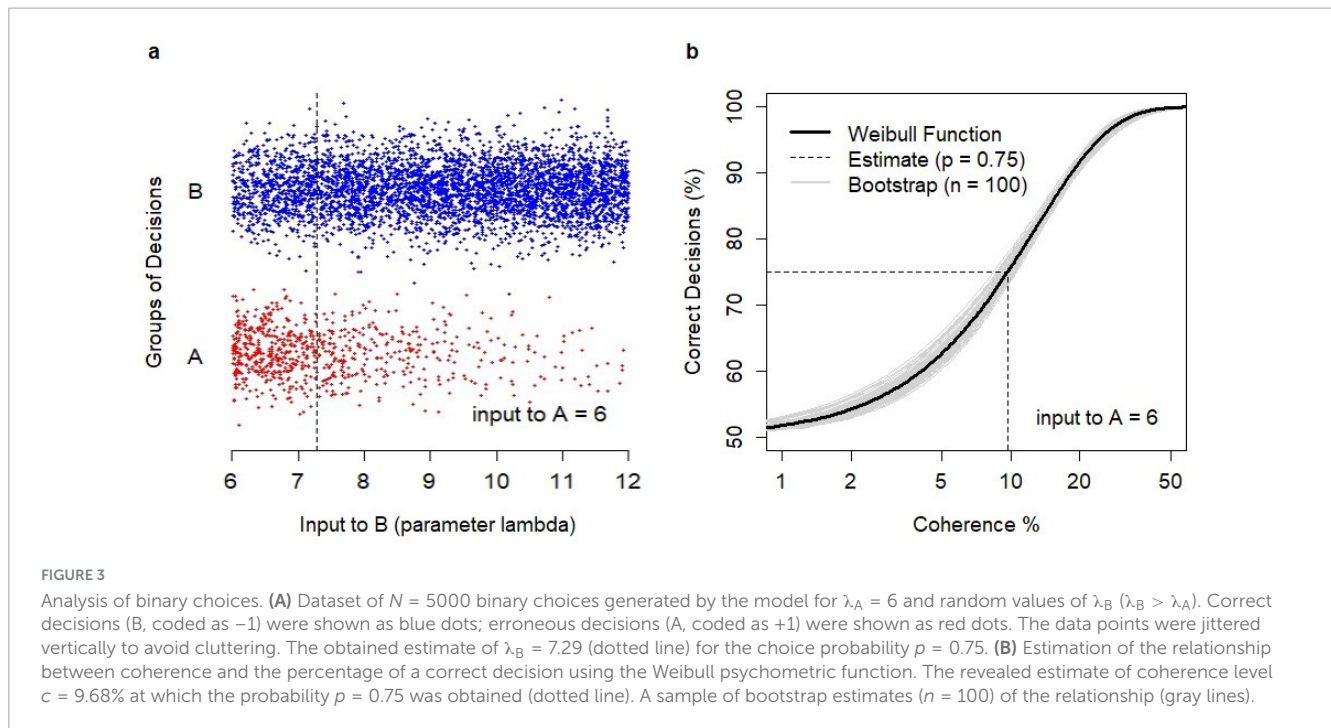 a
Groups of Decisions
B
A
input to A = 6
6 7 8 9 10 11 12
Input to B (parameter lambda)
b
Correct Decisions (%)
100
90
80
70
60
50
Weibull Function
Estimate (p = 0.75)
Bootstrap (n = 100)
input to A = 6
1 2 5 10 20 50
Coherence %
FIGURE 3
Analysis of binary choices. (A) Dataset of N = 5000 binary choices generated by the model for λA = 6 and random values of λB (λB > λA). Correct
decisions (B, coded as −1) were shown as blue dots; erroneous decisions (A, coded as +1) were shown as red dots. The data points were jittered
vertically to avoid cluttering. The obtained estimate of λB = 7.29 (dotted line) for the choice probability p = 0.75. (B) Estimation of the relationship
between coherence and the percentage of a correct decision using the Weibull psychometric function. The revealed estimate of coherence level
c = 9.68% at which the probability p = 0.75 was obtained (dotted line). A sample of bootstrap estimates (n = 100) of the relationship (gray lines).